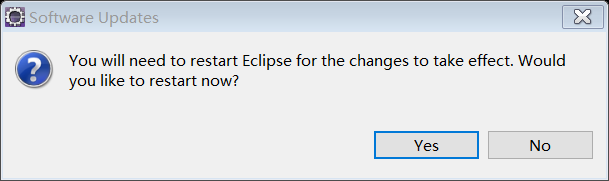 Software Updates
You will need to restart Eclipse for the changes to take effect. Would
you like to restart now?
Yes
No